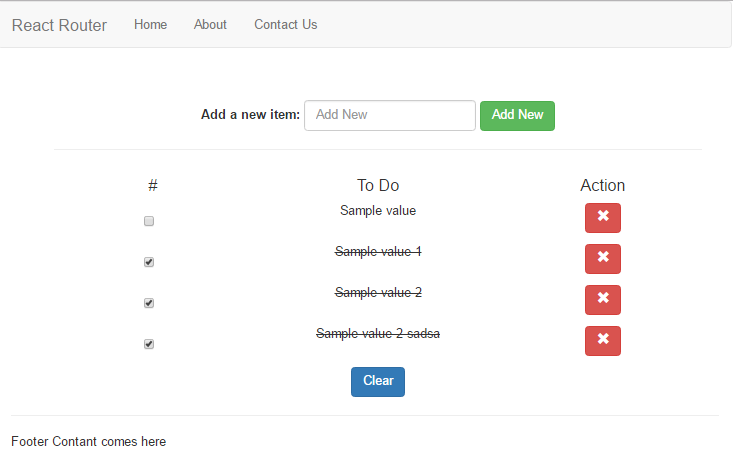 React Router Home About Contact Us
Add a new item: Add New Add New
# To Do Action
Sample value
Sample value 1
Sample value 2
Sample value 2 sadsa
Clear
Footer Contant comes here